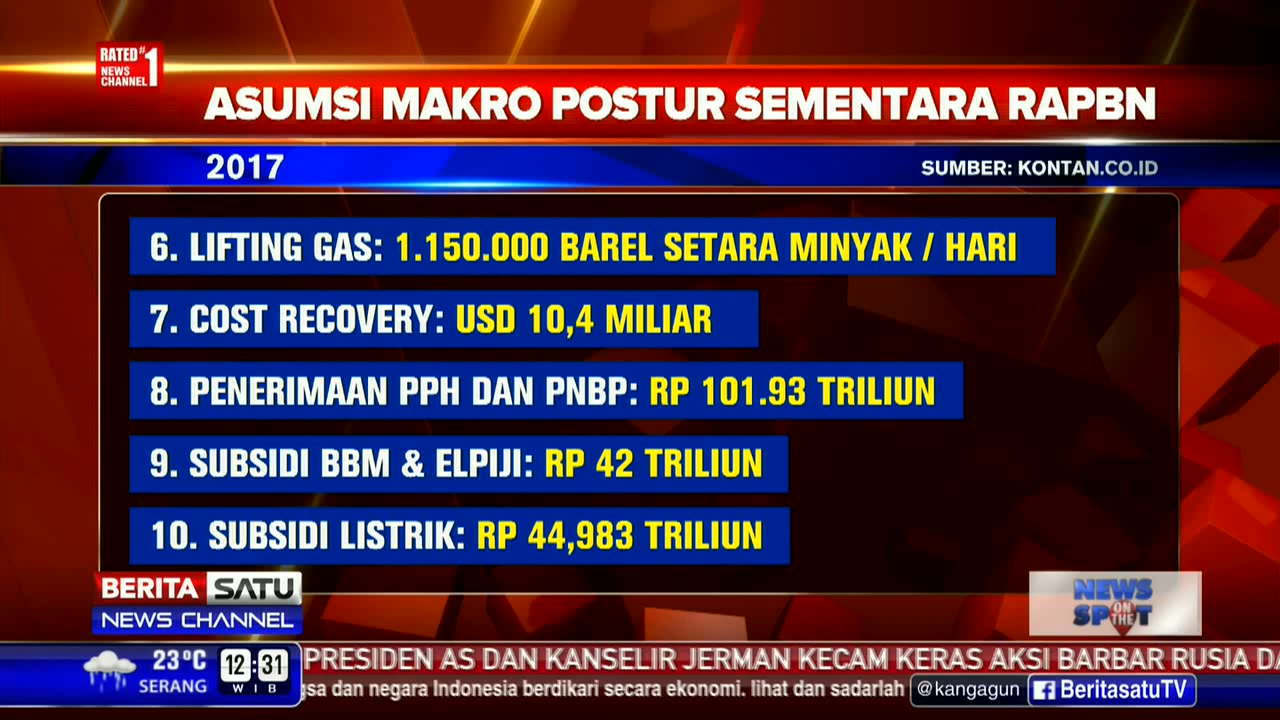 RATED #1
NEWS
CHANNEL
ASUMSI MAKRO POSTUR SEMENTARA RAPBN
2017
SUMBER: KONTAN.CO.ID
6. LIFTING GAS: 1.150.000 BAREL SETARA MINYAK / HARI
7. COST RECOVERY: USD 10,4 MILIAR
8. PENERIMAAN PPH DAN PNBP: RP 101.93 TRILIUN
9. SUBSIDI BBM & ELPIJI: RP 42 TRILIUN
10. SUBSIDI LISTRIK: RP 44,983 TRILIUN
BERITA SATU
NEWS CHANNEL
NEWS
ON THE
SPOT
23°C
SERANG
12:31
WIB
PRESIDEN AS DAN KANSELIR JERMAN KECAM KERAS AKSI BARBAR RUSIA DA
gsa dan negara Indonesia berdikari secara ekonomi. lihat dan sadarlah
@kangagun
BeritasatuTV